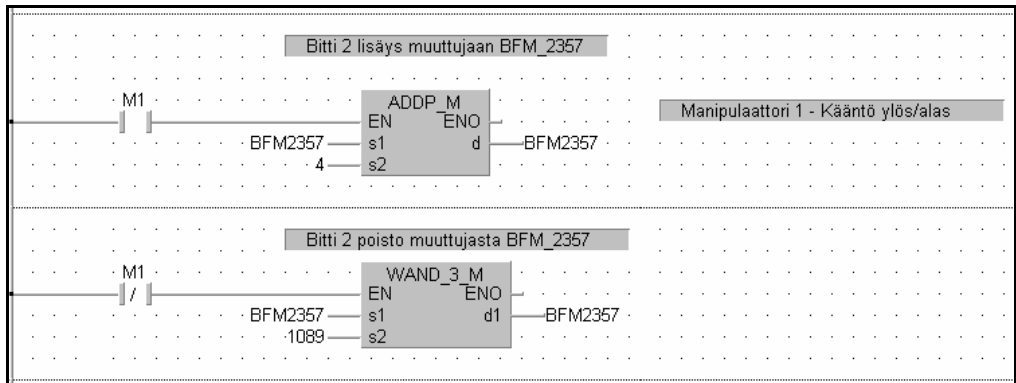 Bitti 2 lisäys muuttujaan BFM_2357
M1
ADDP_M
EN ENO
BFM2357 s1 d BFM2357
4 s2
Manipulaattori 1 - Kääntö ylös/alas
Bitti 2 poisto muuttujasta BFM_2357
M1
/
WAND_3_M
EN ENO
BFM2357 s1 d1 BFM2357
1089 s2